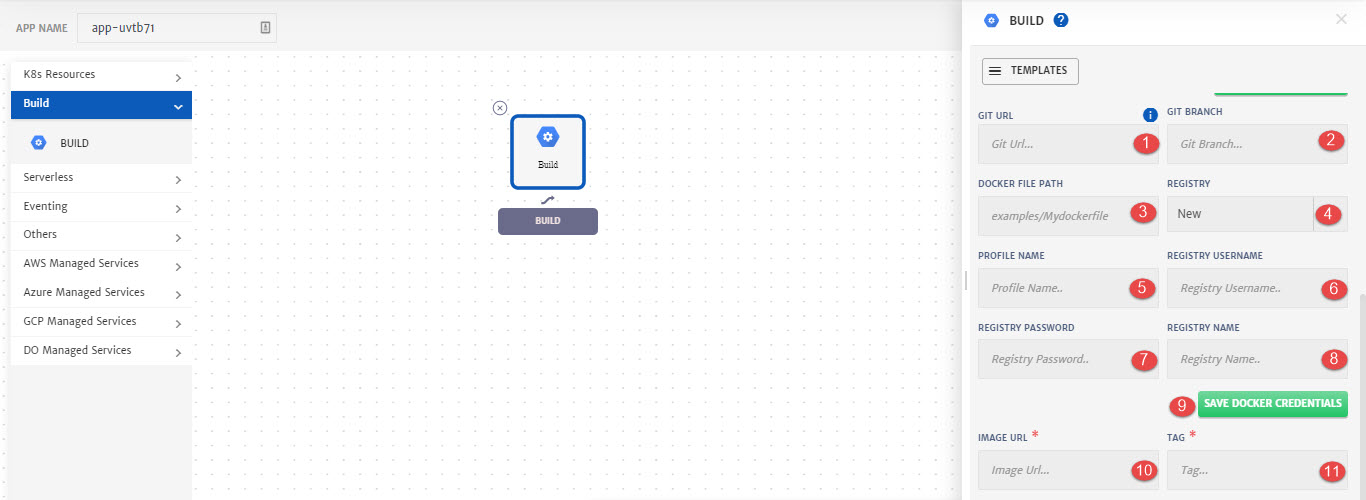 APP NAME
app-uvtb71
K8s Resources
Build
BUILD
Serverless
Eventing
Others
AWS Managed Services
Azure Managed Services
GCP Managed Services
DO Managed Services
Build
BUILD
BUILD ?
TEMPLATES
GIT URL i GIT BRANCH
Git Url... 1 Git Branch... 2
DOCKER FILE PATH REGISTRY
examples/Mydockerfile 3 New 4
PROFILE NAME REGISTRY USERNAME
Profile Name.. 5 Registry Username.. 6
REGISTRY PASSWORD REGISTRY NAME
Registry Password.. 7 Registry Name.. 8
9 SAVE DOCKER CREDENTIALS
IMAGE URL * TAG *
Image Url... 10 Tag... 11